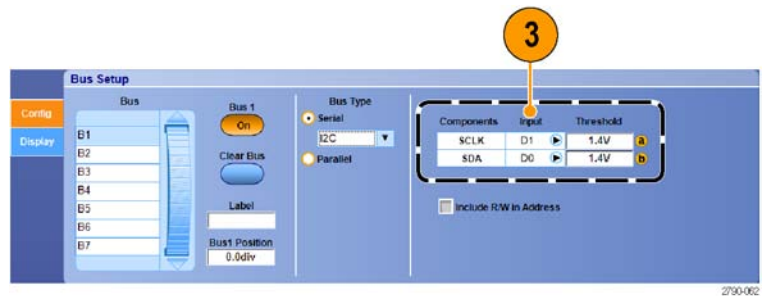 3
Bus Setup
Config
Display
Bus
B1
B2
B3
B4
B5
B6
B7
Bus 1
On
Clear Bus
Label
Bus1 Position
0.0div
Bus Type
Serial
I2C
Parallel
Components Input Threshold
SCLK D1 1.4V a
SDA D0 1.4V b
Include R/W in Address
2790-062